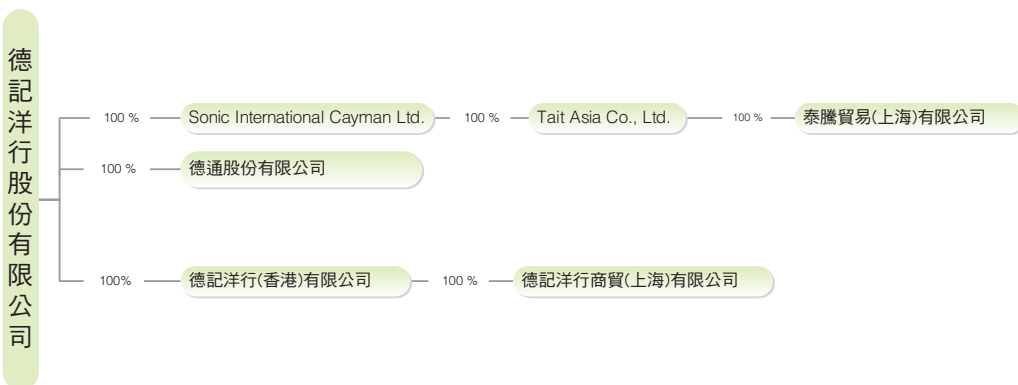 德記洋行股份有限公司
100 % Sonic International Cayman Ltd. 100 % Tait Asia Co., Ltd. 100 % 泰騰貿易(上海)有限公司
100 % 德通股份有限公司
100% 德記洋行(香港)有限公司 100 % 德記洋行商貿(上海)有限公司